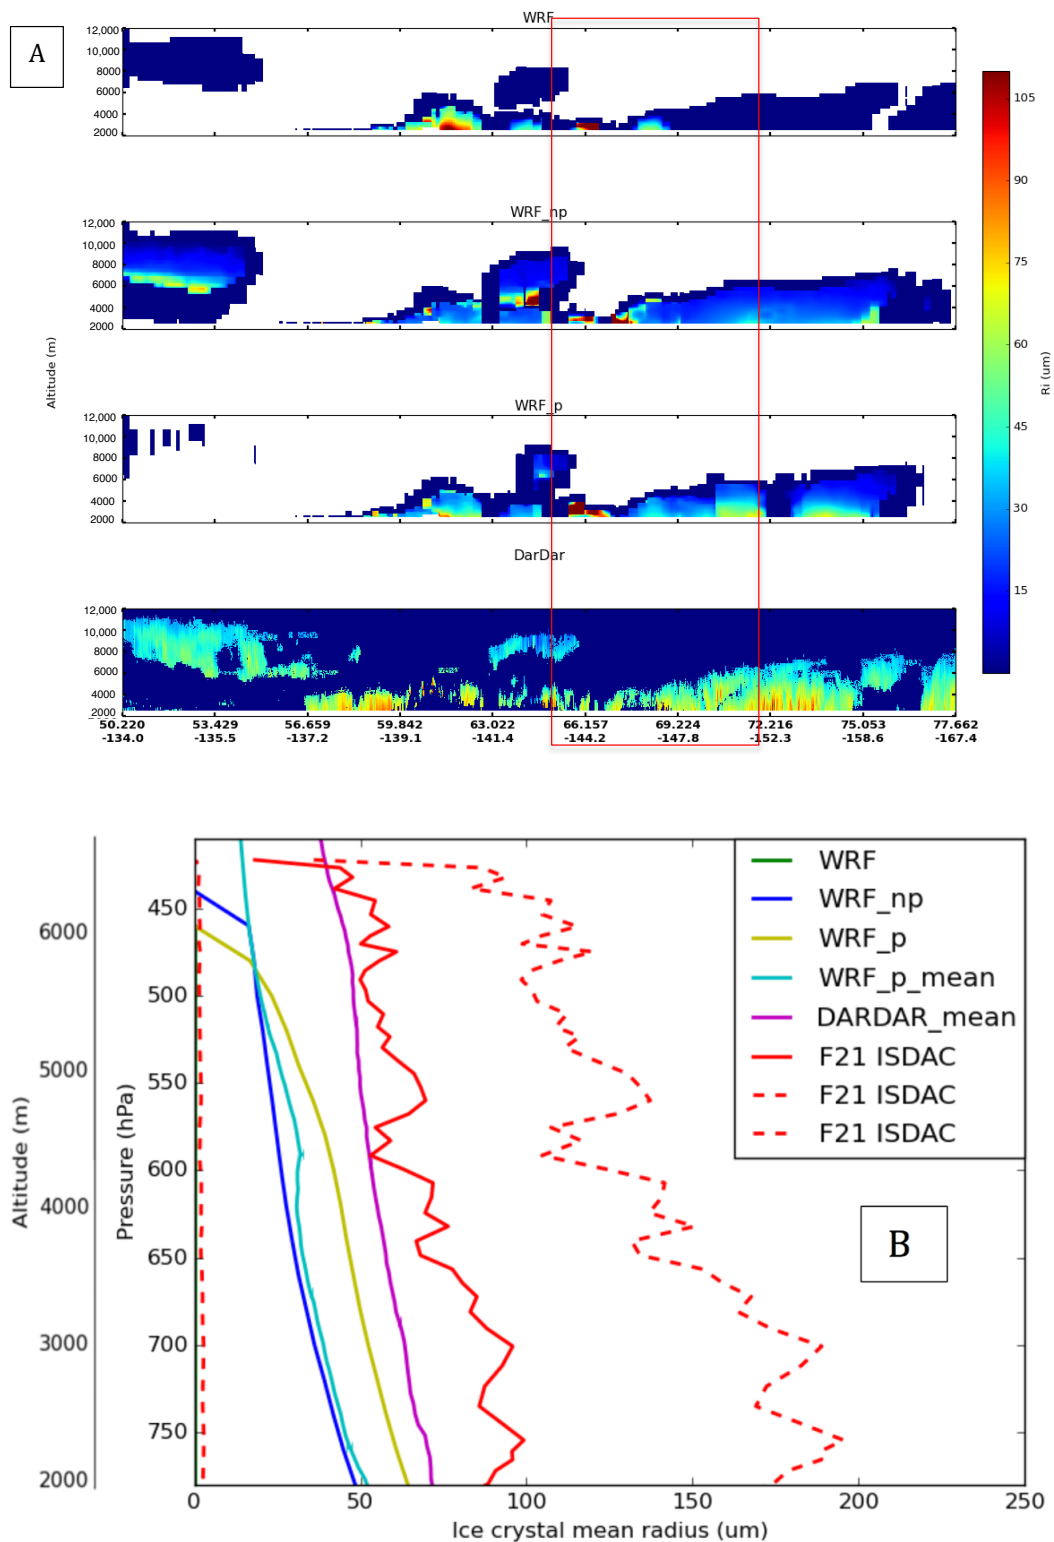 A
WRF
12,000
10,000
8000
6000
4000
2000
WRF_np
12,000
10,000
8000
6000
4000
2000
WRF_p
12,000
10,000
8000
6000
4000
2000
DarDar
12,000
10,000
8000
6000
4000
2000
Altitude (m)
50.220 53.429 56.659 59.842 63.022 66.157 69.224 72.216 75.053 77.662
-134.0 -135.5 -137.2 -139.1 -141.4 -144.2 -147.8 -152.3 -158.6 -167.4
105
90
75
60
45
30
15
Ri (um)
WRF
WRF_np
WRF_p
WRF_p_mean
DARDAR_mean
F21 ISDAC
F21 ISDAC
F21 ISDAC
B
6000
5000
4000
3000
2000
Altitude (m)
450
500
550
600
650
700
750
Pressure (hPa)
0 50 100 150 200 250
Ice crystal mean radius (um)